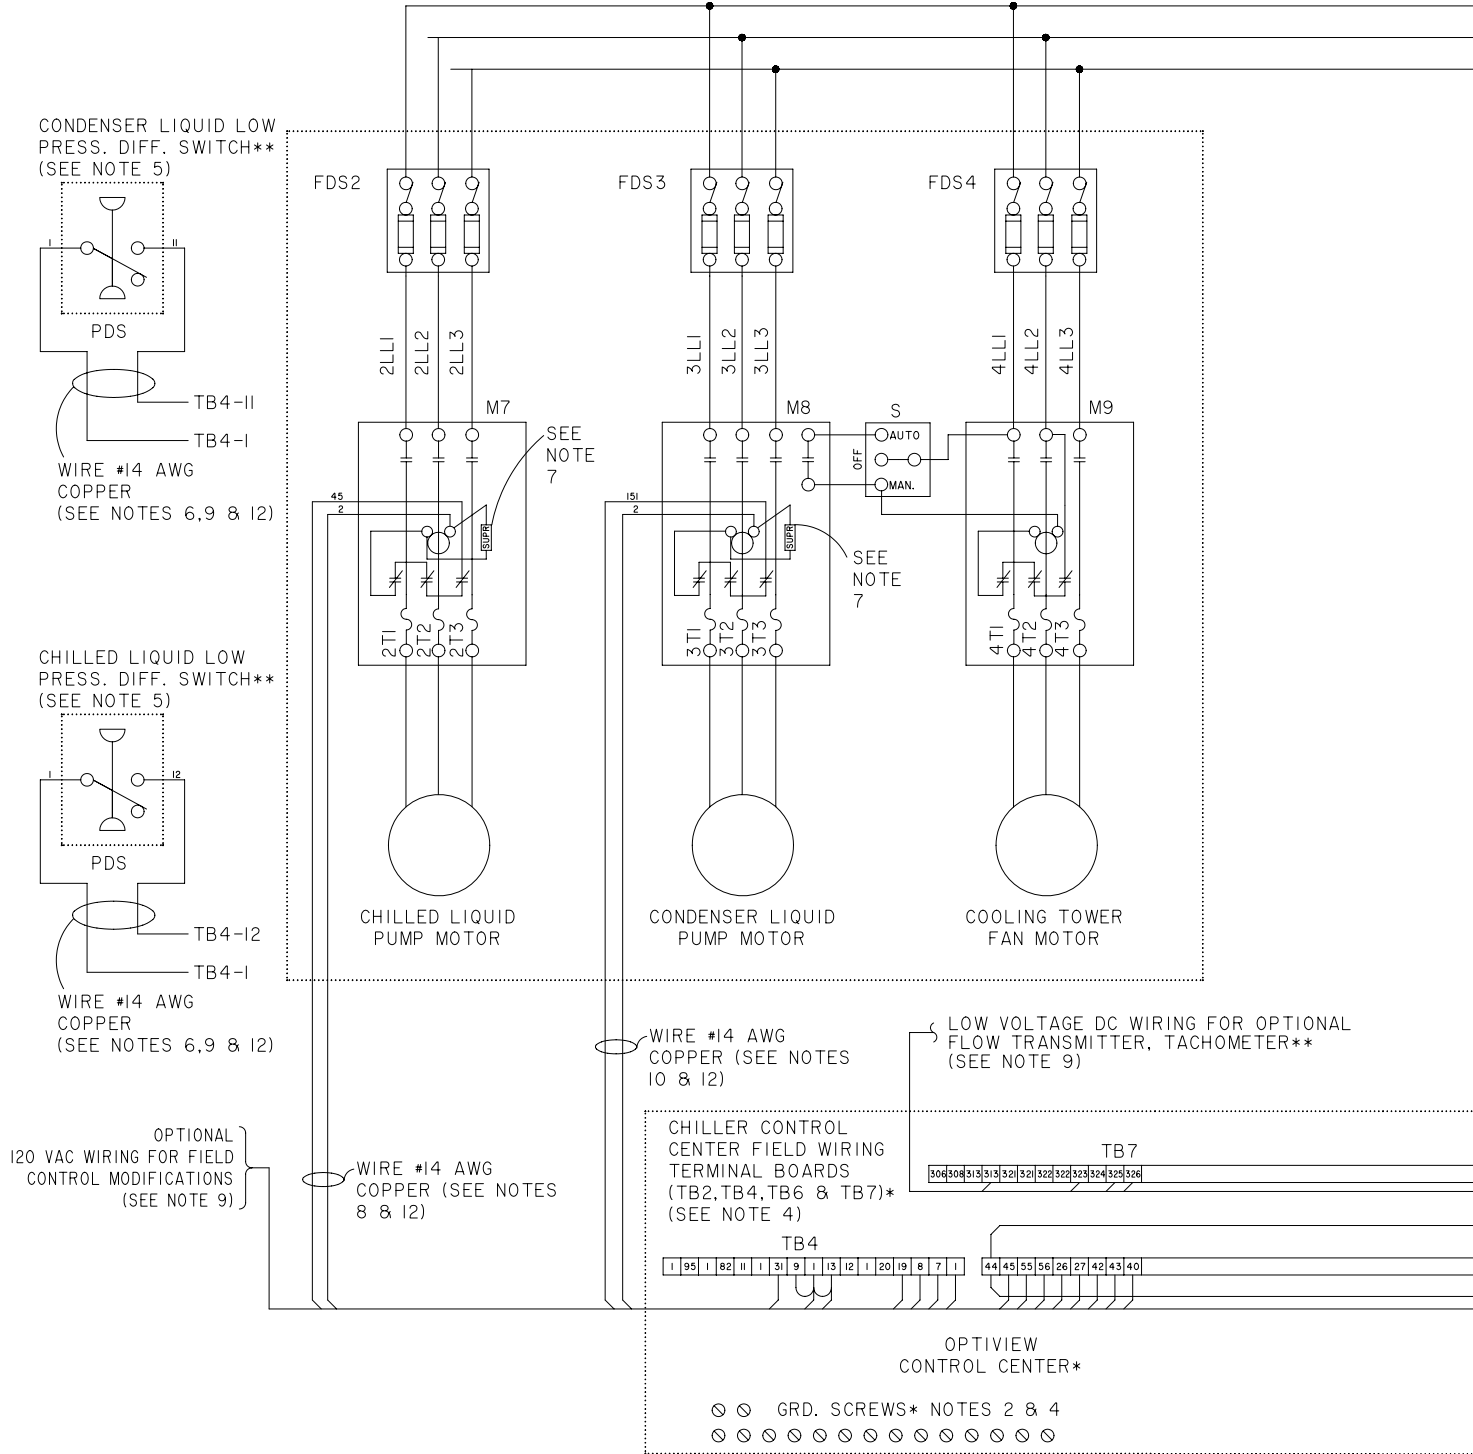 CONDENSER LIQUID LOW
PRESS. DIFF. SWITCH**
(SEE NOTE 5)
1
11
PDS
TB4-11
TB4-1
WIRE #14 AWG
COPPER
(SEE NOTES 6,9 & 12)
CHILLED LIQUID LOW
PRESS. DIFF. SWITCH**
(SEE NOTE 5)
1
12
PDS
TB4-12
TB4-1
WIRE #14 AWG
COPPER
(SEE NOTES 6,9 & 12)
FDS2
FDS3
FDS4
2LL1
2LL2
2LL3
3LL1
3LL2
3LL3
4LL1
4LL2
4LL3
M7
M8
S
M9
SEE
NOTE
7
AUTO
OFF
MAN.
45
2
SUPR
151
2
SUPR
SEE
NOTE
7
2T1
2T2
2T3
3T1
3T2
3T3
4T1
4T2
4T3
CHILLED LIQUID
PUMP MOTOR
CONDENSER LIQUID
PUMP MOTOR
COOLING TOWER
FAN MOTOR
WIRE #14 AWG
COPPER (SEE NOTES
10 & 12)
LOW VOLTAGE DC WIRING FOR OPTIONAL
FLOW TRANSMITTER, TACHOMETER**
(SEE NOTE 9)
OPTIONAL
120 VAC WIRING FOR FIELD
CONTROL MODIFICATIONS
(SEE NOTE 9)
WIRE #14 AWG
COPPER (SEE NOTES
8 & 12)
CHILLER CONTROL
CENTER FIELD WIRING
TERMINAL BOARDS
(TB2,TB4,TB6 & TB7)*
(SEE NOTE 4)
TB7
306 308 313 313 321 321 322 322 323 324 325 326
TB4
1 95 1 82 11 1 31 9 1 13 12 1 20 19 8 7 1
44 45 55 56 26 27 42 43 40
OPTIVIEW
CONTROL CENTER*
GRD. SCREWS* NOTES 2 & 4